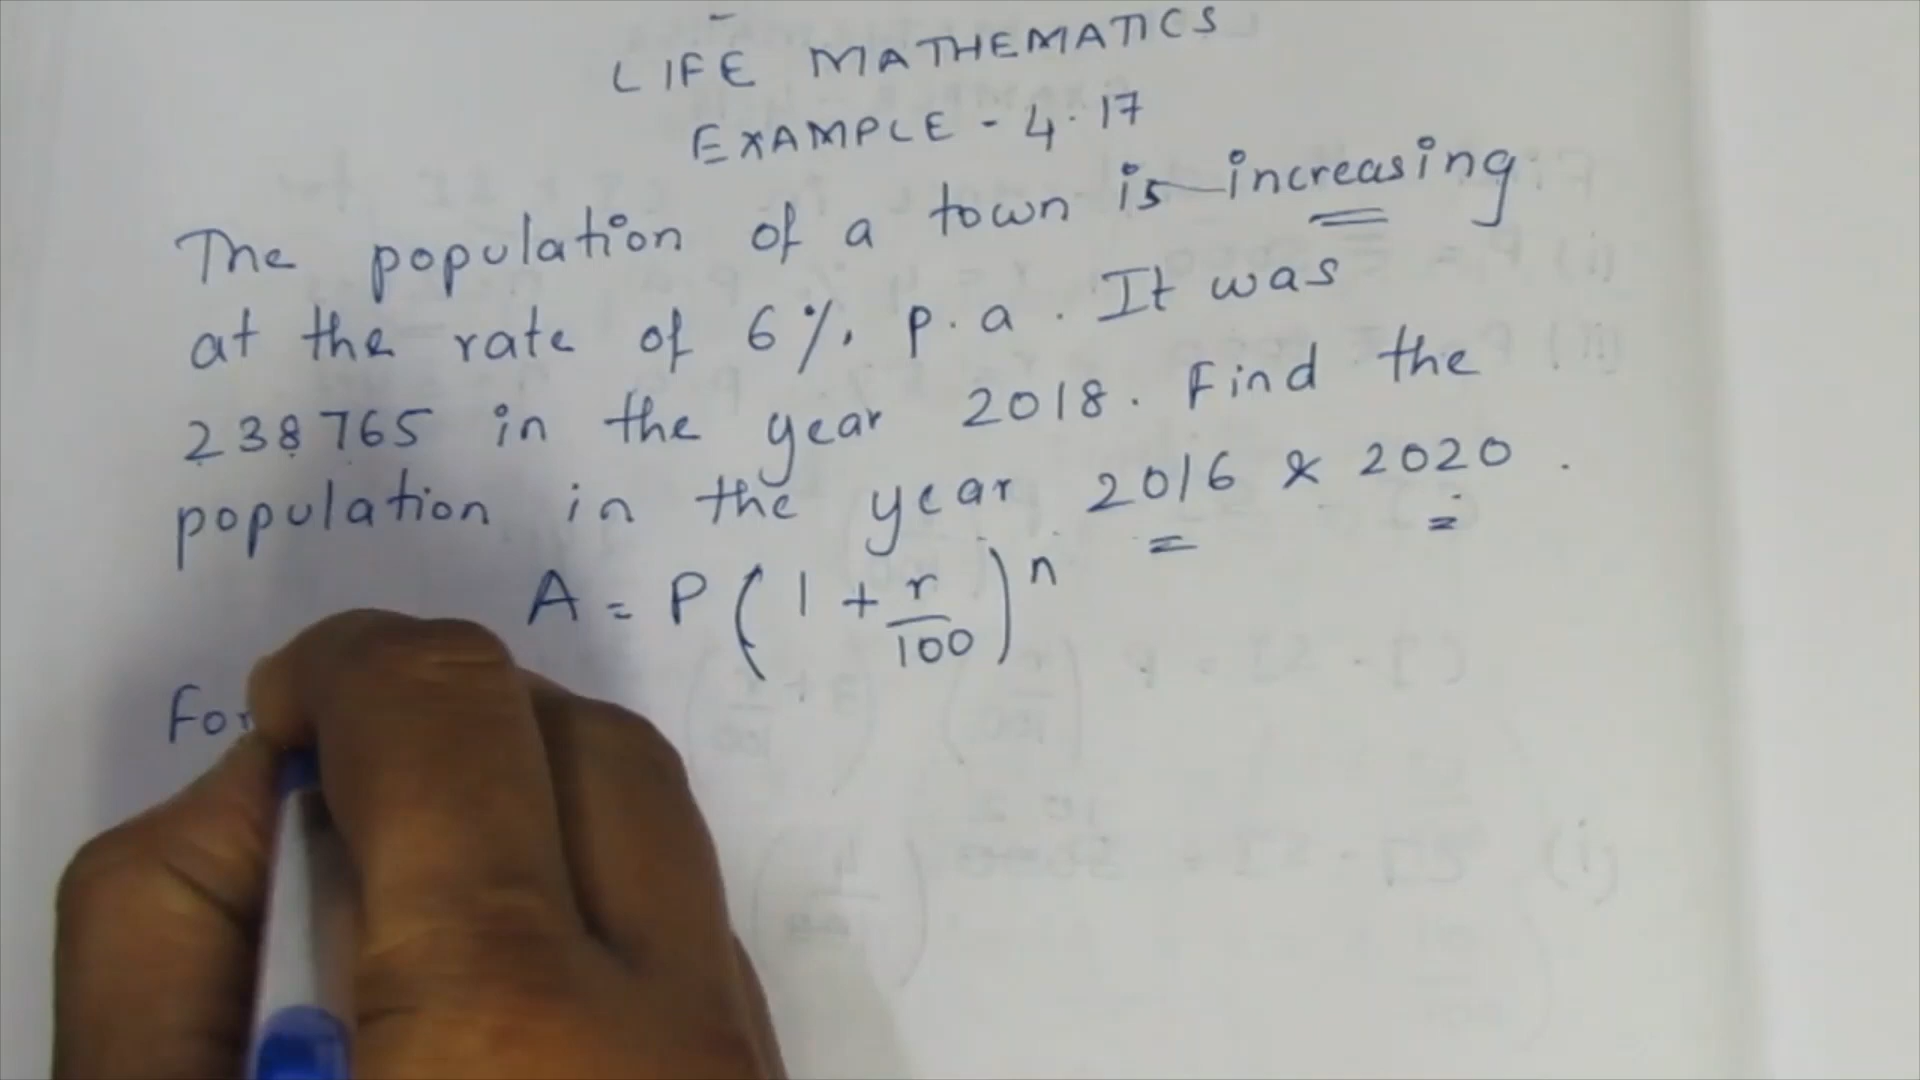 LIFE MATHEMATICS
EXAMPLE - 4.17
The population of a town is increasing
at the rate of 6% p.a. It was
238765 in the year 2018. Find the
population in the year 2016 & 2020.
A = P(1 + r/100)^n
For